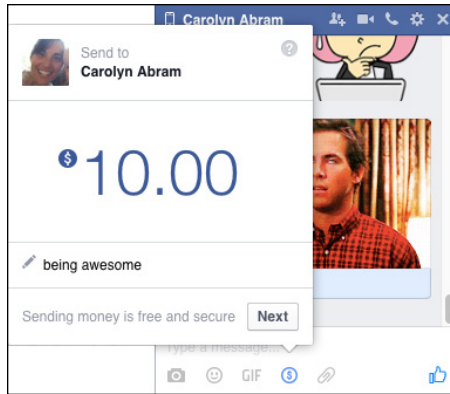 Carolyn Abram
Send to
Carolyn Abram
$10.00
being awesome
Sending money is free and secure
Next
Type a message...
GIF
$